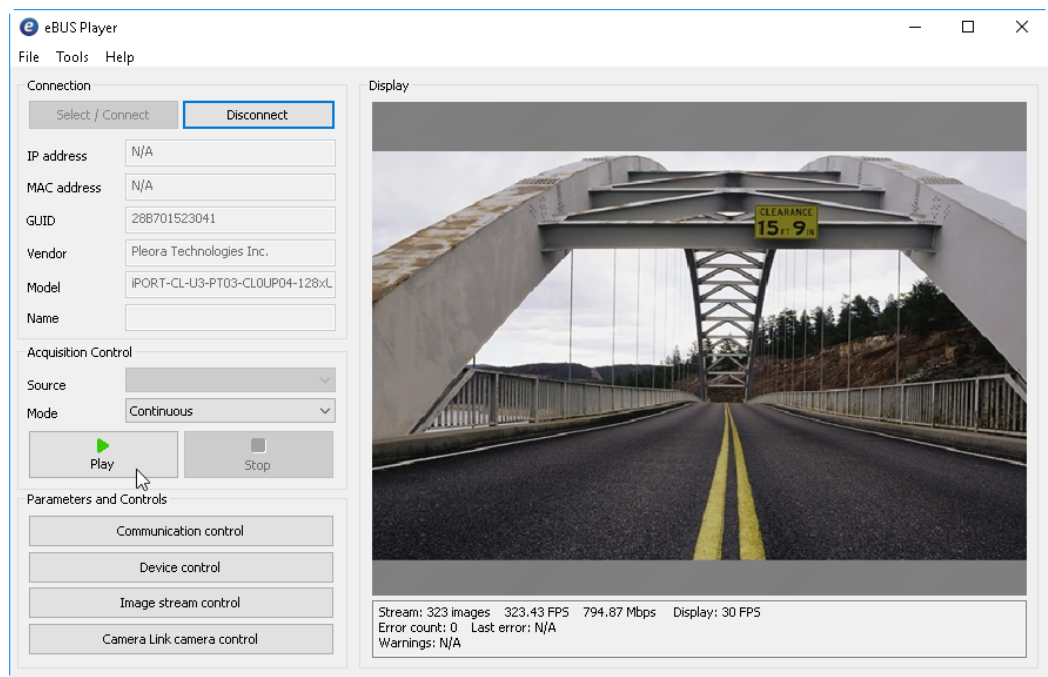 eBUS Player
File Tools Help
Connection
Select / Connect
Disconnect
IP address
N/A
MAC address
N/A
GUID
28B701523041
Vendor
Pleora Technologies Inc.
Model
iPORT-CL-U3-PT03-CL0UP04-128xU
Name
Acquisition Control
Source
Mode
Continuous
Play
Stop
Parameters and Controls
Communication control
Device control
Image stream control
Camera Link camera control
Display
CLEARANCE
15 FT 9 IN
Stream: 323 images 323.43 FPS 794.87 Mbps Display: 30 FPS
Error count: 0 Last error: N/A
Warnings: N/A